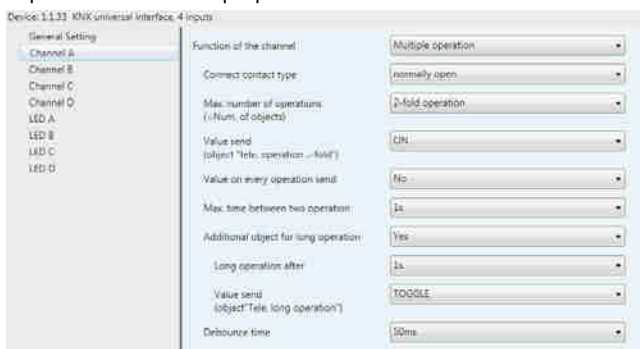 Device: 1.1.33 KNX universal interface, 4 inputs
General Setting
Channel A
Channel B
Channel C
Channel D
LED A
LED B
LED C
LED D
Function of the channel
Multiple operation
Connect contact type
normally open
Max. number of operations
(=Num. of objects)
2-fold operation
Value send
(object "Tele. operation ...-fold")
ON
Value on every operation send
No
Max. time between two operation
1s
Additional object for long operation
Yes
Long operation after
1s
Value send
(object"Tele. long operation")
TOGGLE
Debounze time
50ms